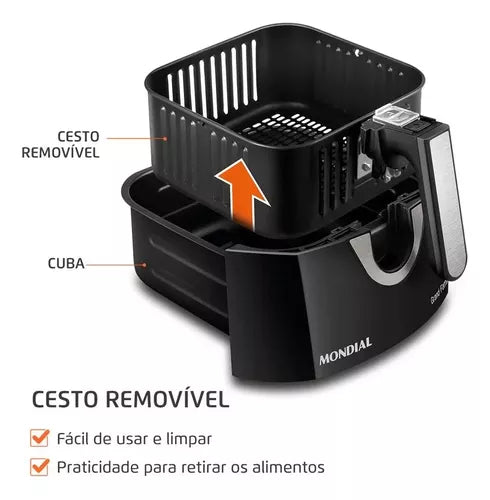 CESTO
REMOVÍVEL
CUBA
MONDIAL
CESTO REMOVÍVEL
Fácil de usar e limpar
Praticidade para retirar os alimentos